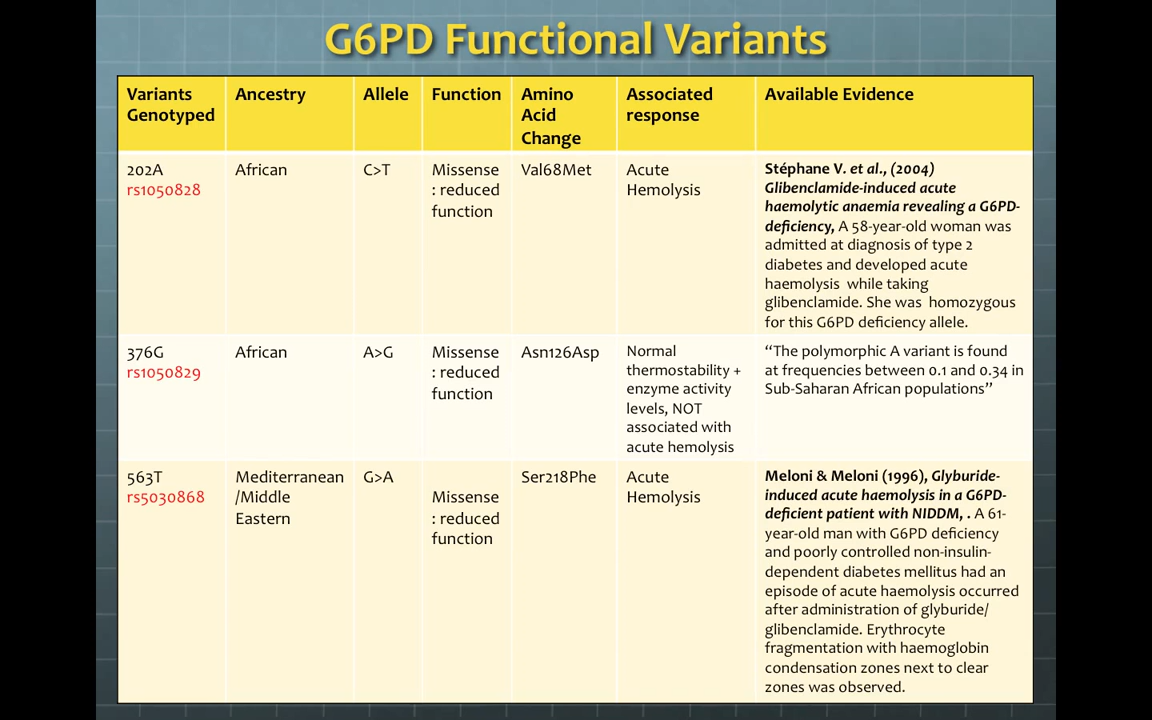 G6PD Functional Variants
Variants
Genotyped
Ancestry
Allele
Function
Amino
Acid
Change
Associated
response
Available Evidence
202A
rs1050828
African
C>T
Missense
: reduced
function
Val68Met
Acute
Hemolysis
Stéphane V. et al., (2004)
Glibenclamide-induced acute
haemolytic anaemia revealing a G6PD-
deficiency, A 58-year-old woman was
admitted at diagnosis of type 2
diabetes and developed acute
haemolysis while taking
glibenclamide. She was homozygous
for this G6PD deficiency allele.
376G
rs1050829
African
A>G
Missense
: reduced
function
Asn126Asp
Normal
thermostability +
enzyme activity
levels, NOT
associated with
acute hemolysis
“The polymorphic A variant is found
at frequencies between 0.1 and 0.34 in
Sub-Saharan African populations”
563T
rs5030868
Mediterranean
/Middle
Eastern
G>A
Missense
: reduced
function
Ser218Phe
Acute
Hemolysis
Meloni & Meloni (1996), Glyburide-
induced acute haemolysis in a G6PD-
deficient patient with NIDDM, . A 61-
year-old man with G6PD deficiency
and poorly controlled non-insulin-
dependent diabetes mellitus had an
episode of acute haemolysis occurred
after administration of glyburide/
glibenclamide. Erythrocyte
fragmentation with haemoglobin
condensation zones next to clear
zones was observed.